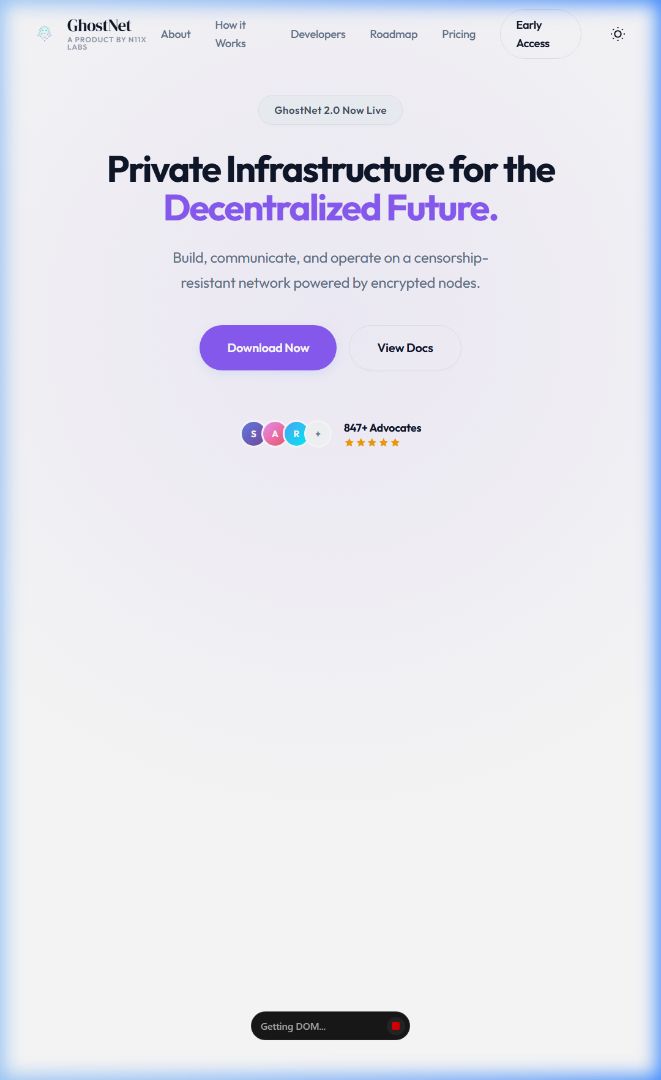 GhostNet
A PRODUCT BY N11X
LABS
About
How it
Works
Developers
Roadmap
Pricing
Early
Access
GhostNet 2.0 Now Live
Private Infrastructure for the
Decentralized Future.
Build, communicate, and operate on a censorship-
resistant network powered by encrypted nodes.
Download Now
View Docs
S A R +
847+ Advocates
Getting DOM...